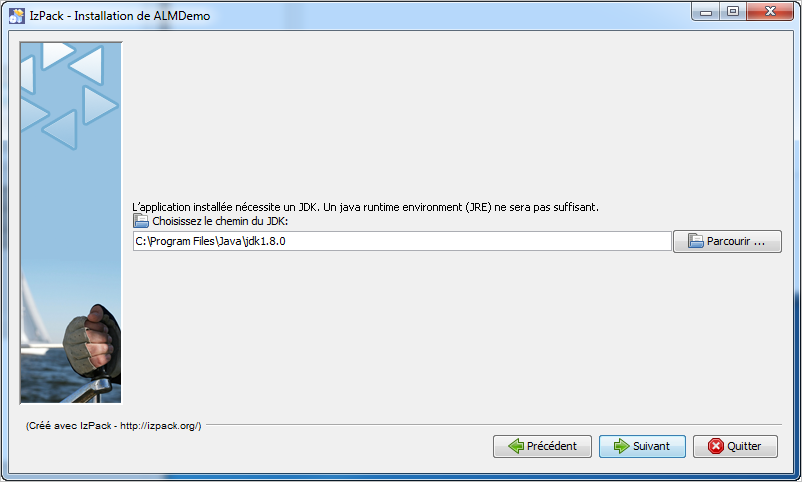 IzPack - Installation de ALMDemo
L'application installée nécessite un JDK. Un java runtime environment (JRE) ne sera pas suffisant.
Choisissez le chemin du JDK:
C:\Program Files\Java\jdk1.8.0
Parcourir ...
(Créé avec IzPack - http://izpack.org/)
Précédent
Suivant
Quitter